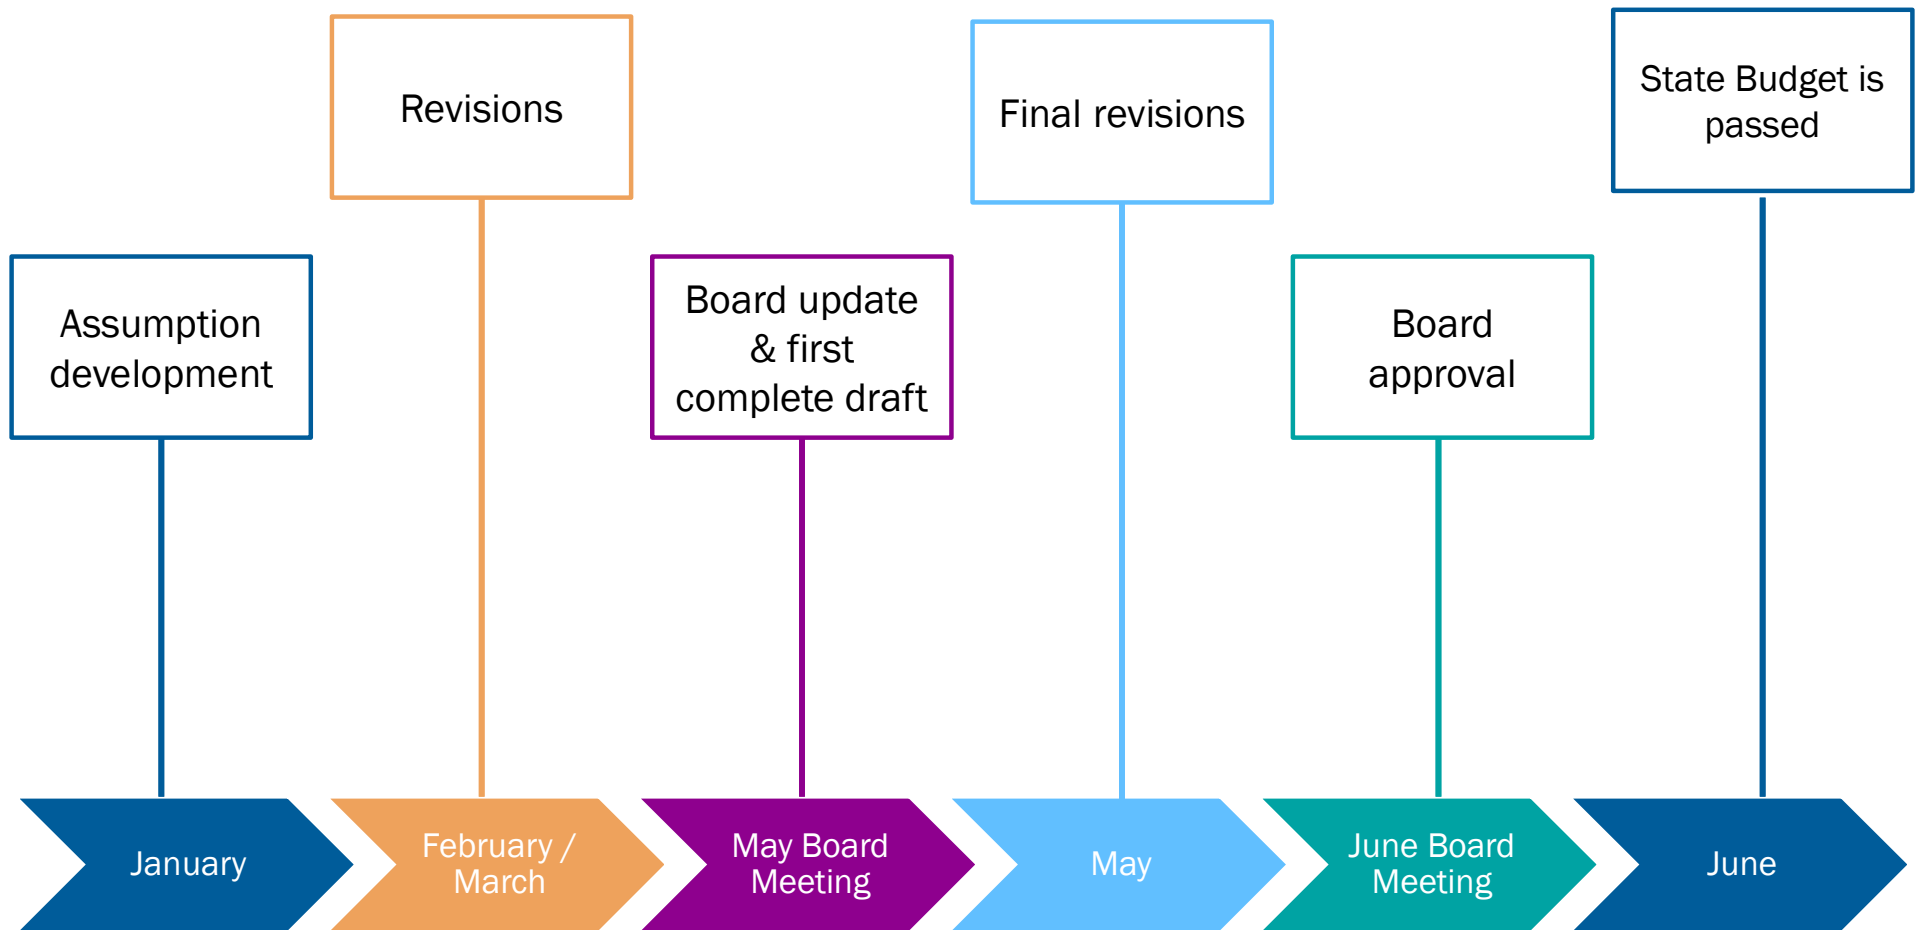 Revisions
Final revisions
State Budget is
passed
Assumption
development
Board update
& first
complete draft
Board
approval
January
February /
March
May Board
Meeting
May
June Board
Meeting
June